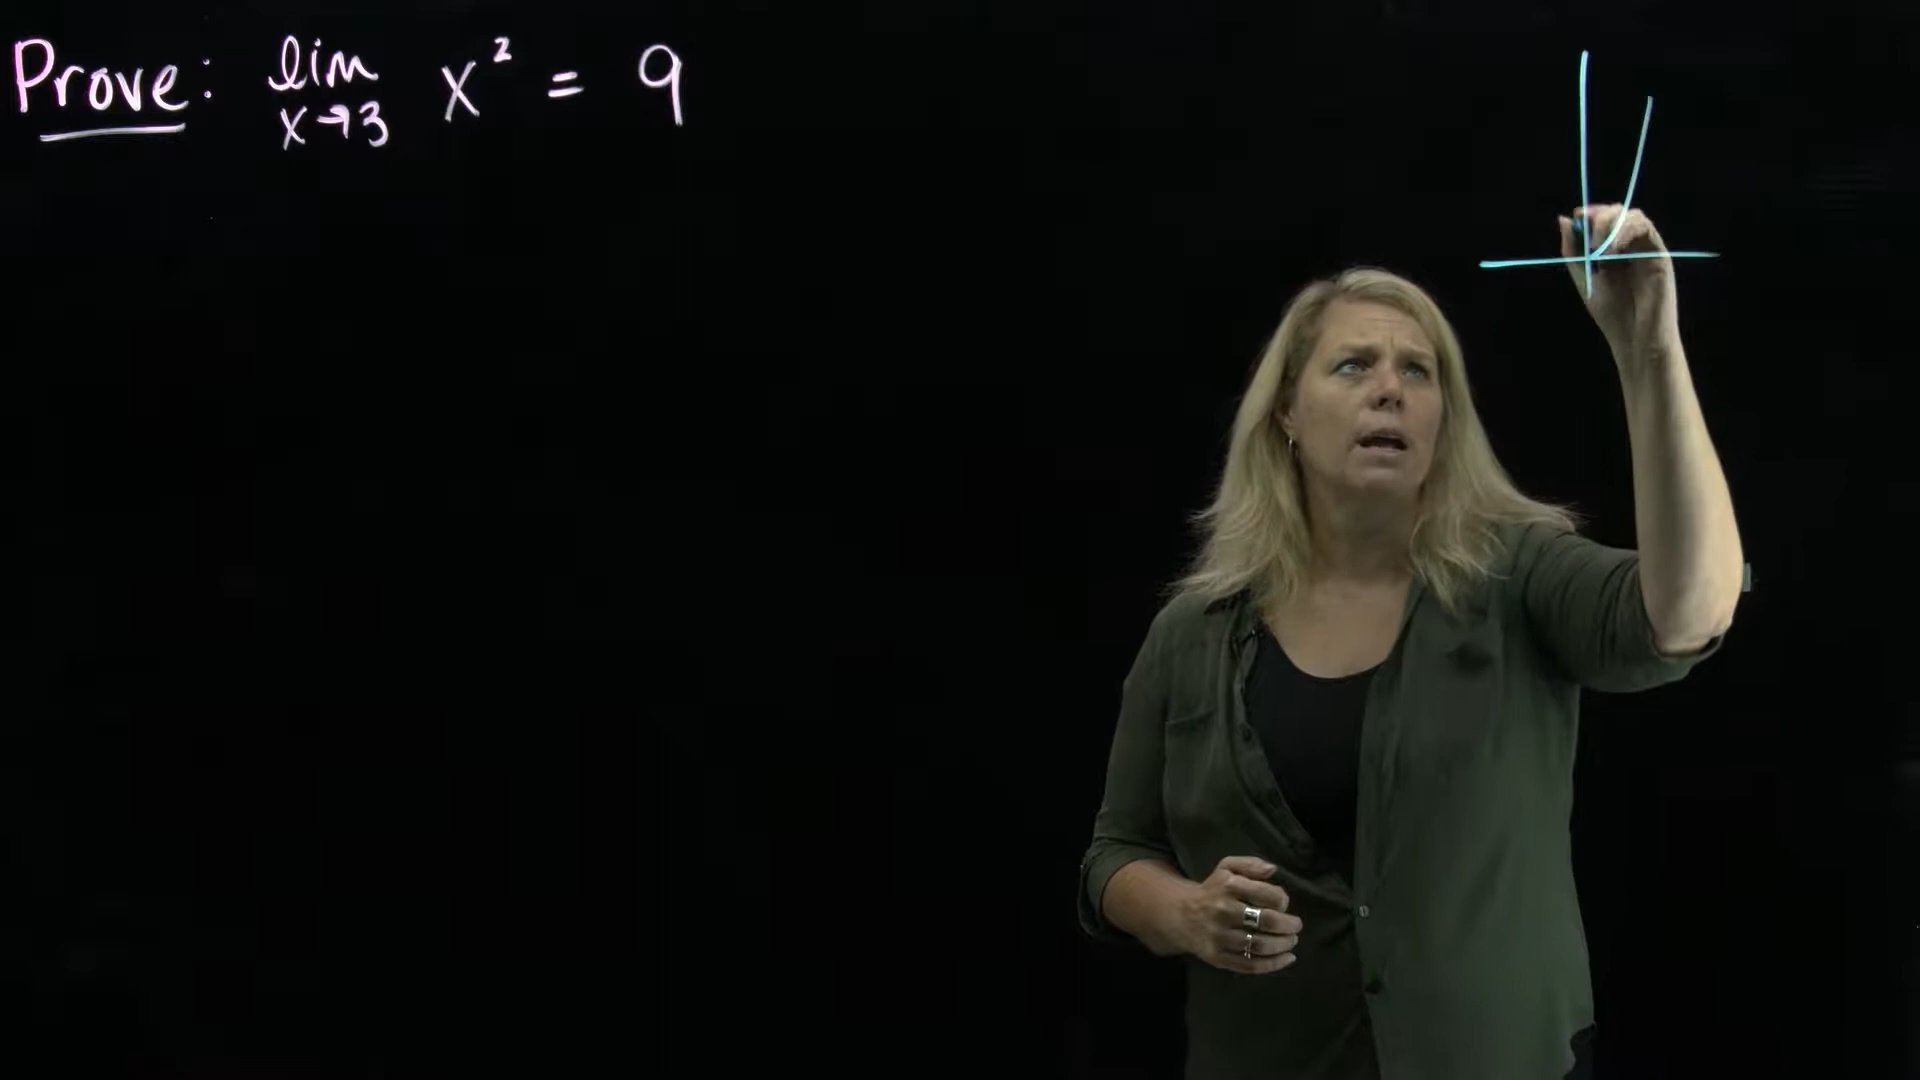 Prove: lim x→3 x² = 9